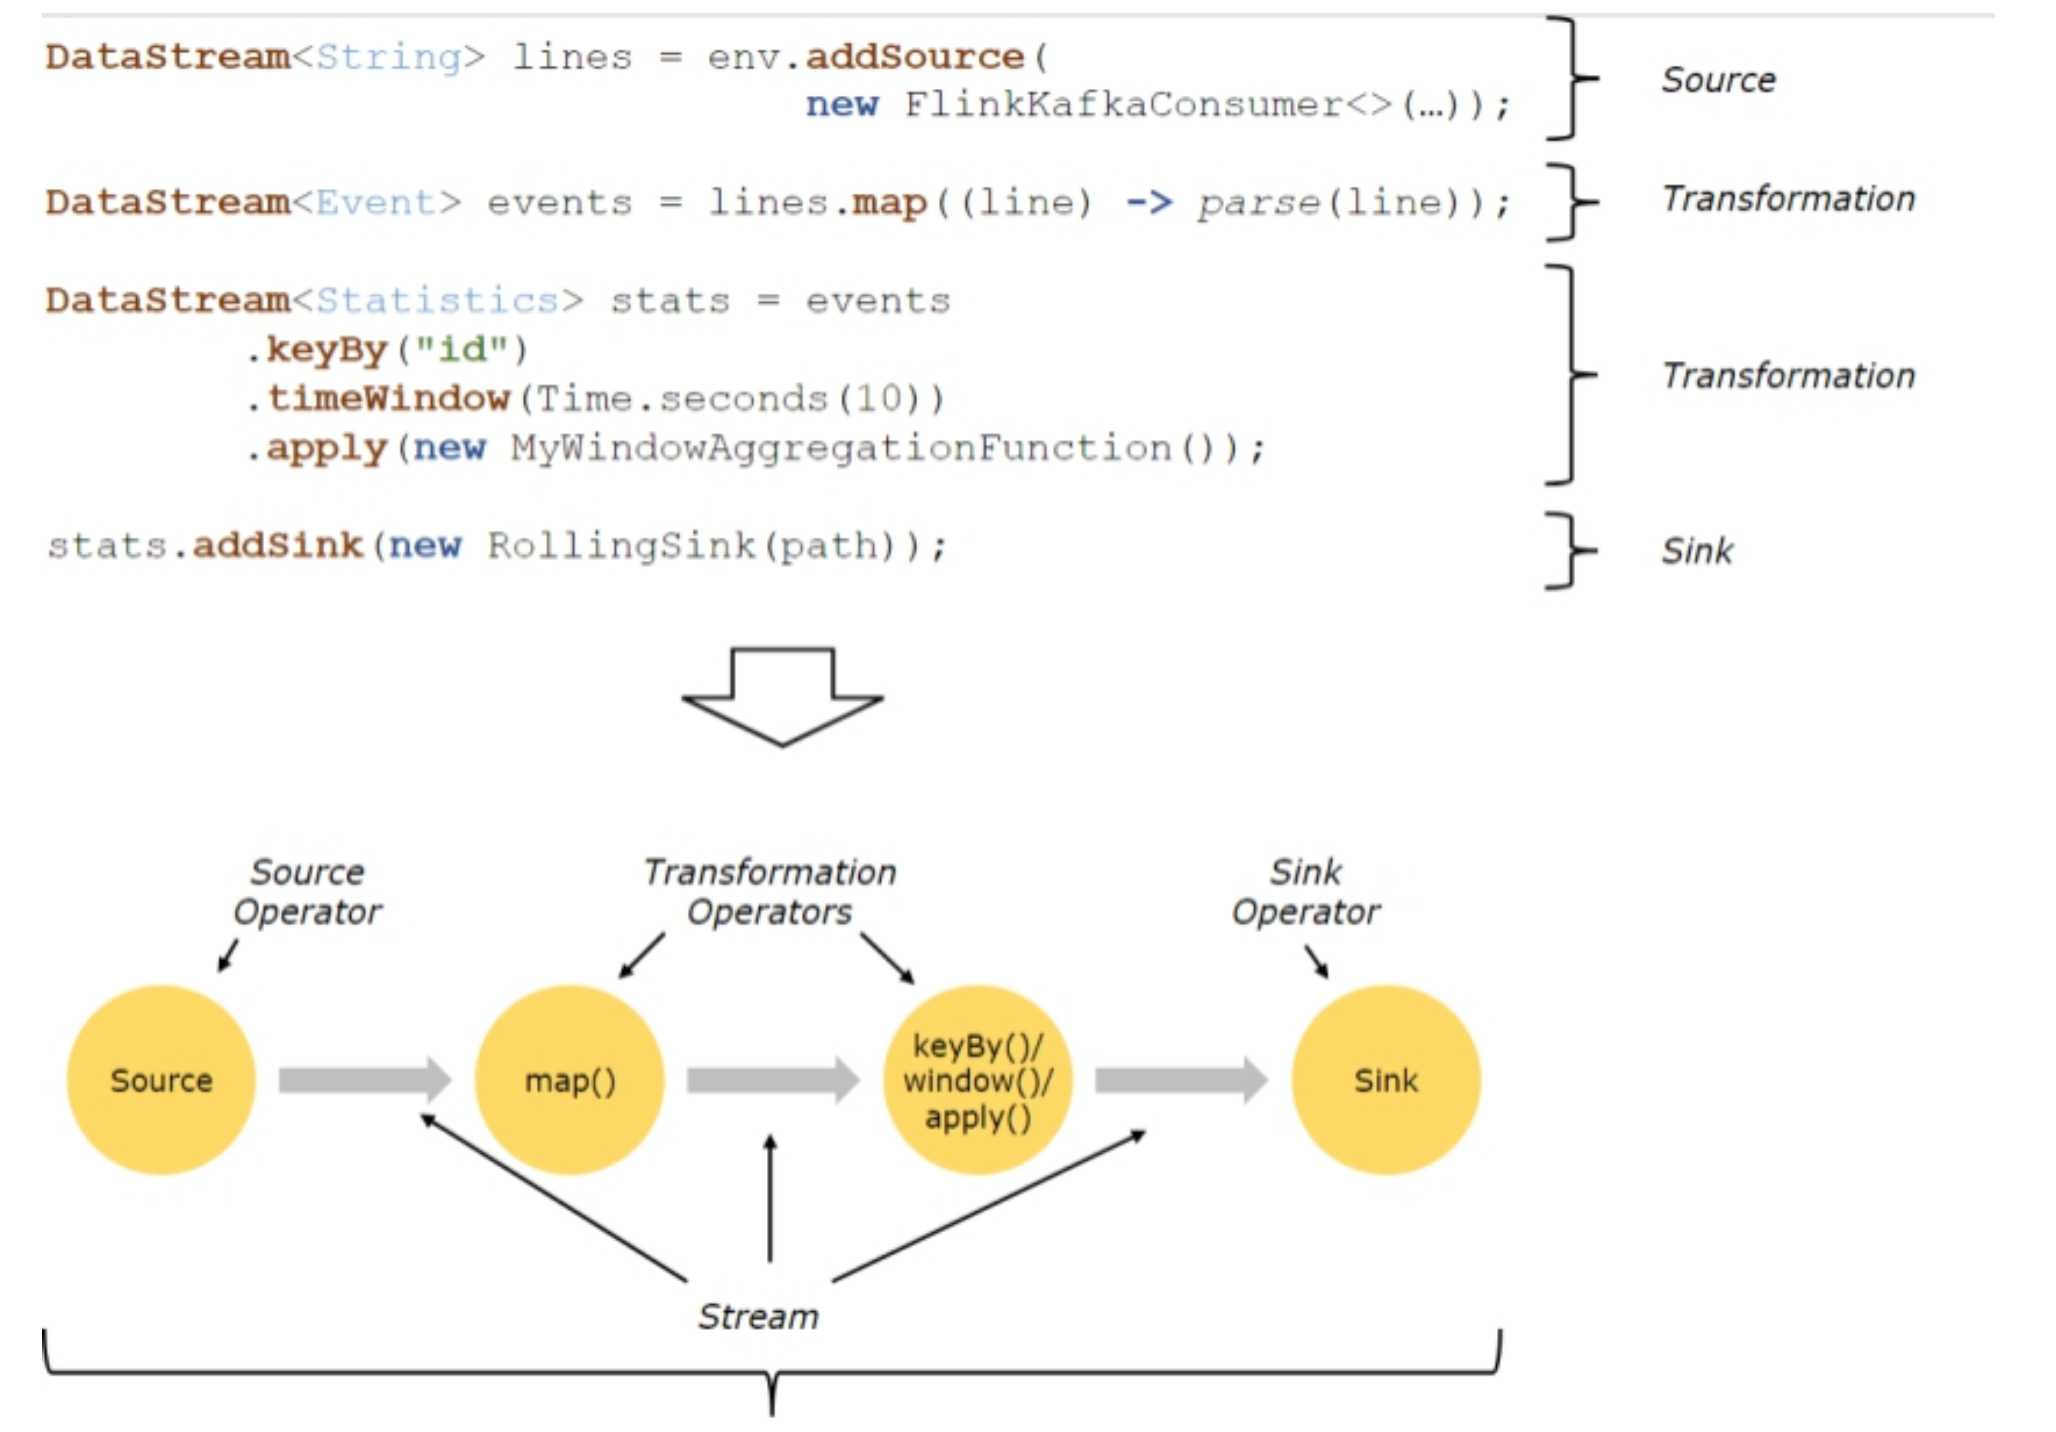 DataStream<String> lines = env.addSource(
new FlinkKafkaConsumer<>(…));
Source
DataStream<Event> events = lines.map((line) -> parse(line));
Transformation
DataStream<Statistics> stats = events
.keyBy("id")
.timeWindow(Time.seconds(10))
.apply(new MyWindowAggregationFunction());
Transformation
stats.addSink(new RollingSink(path));
Sink
Source
Operator
Transformation
Operators
Sink
Operator
Source
map()
keyBy()/
window()/
apply()
Sink
Stream